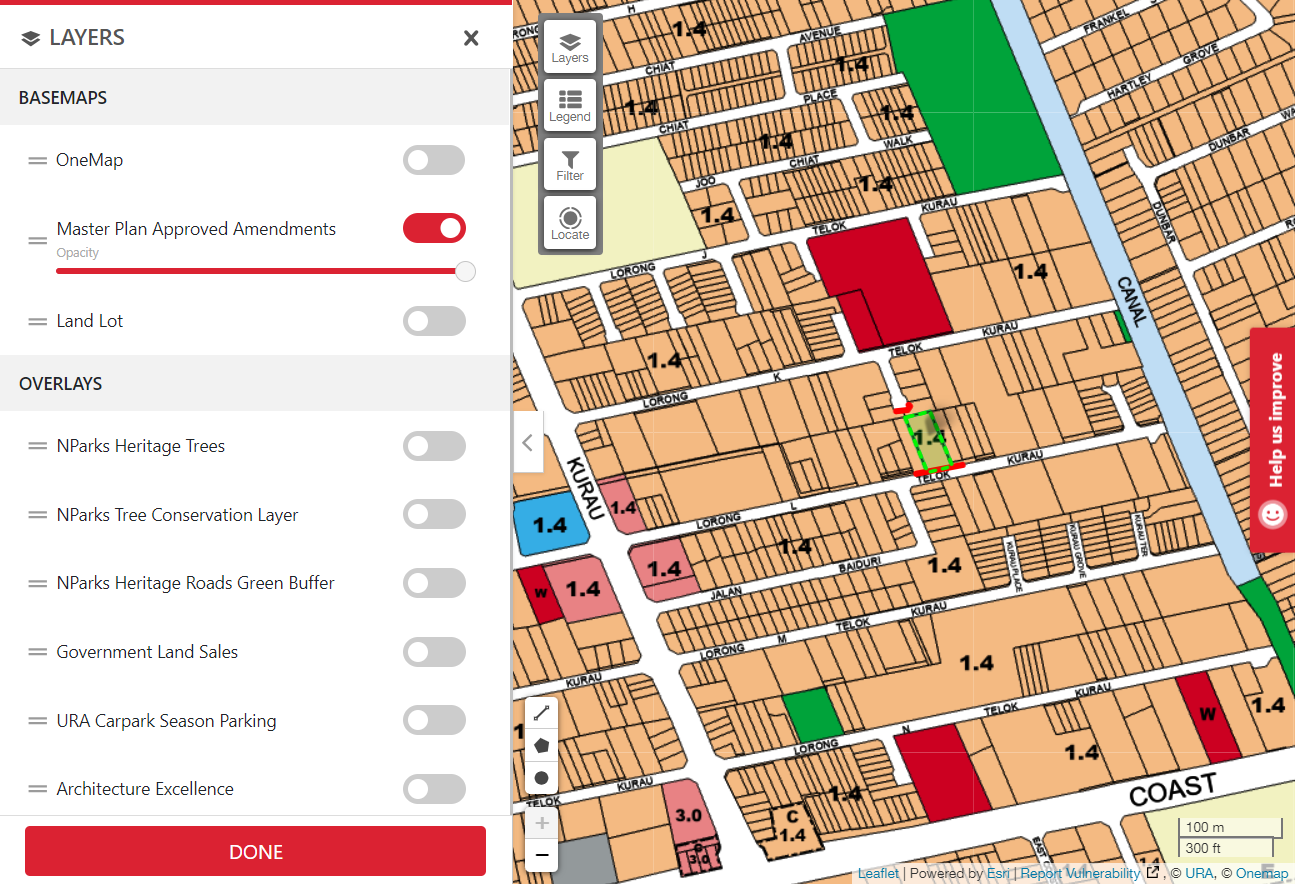 LAYERS
BASEMAPS
OneMap
Master Plan Approved Amendments
Opacity
Land Lot
OVERLAYS
NParks Heritage Trees
NParks Tree Conservation Layer
NParks Heritage Roads Green Buffer
Government Land Sales
URA Carpark Season Parking
Architecture Excellence
DONE
Layers
Legend
Filter
Locate
H
1.4
AVENUE
CHIAT
1.4
1.4
PLACE
CHIAT
1.4
1.4
WALK
CHIAT
JOO
1.4
1.4
KURAU
TELOK
J
LORONG
FRANKEL
GROVE
HARTLEY
DUNBAR
DUNBAR
1.4
CANAL
KURAU
TELOK
K
LORONG
1.4
1.4
KURAU
TELOK
L
LORONG
KURAU
1.4
1.4
1.4
1.4
BAIDURI
JALAN
1.4
KURAU PLACE
KURAU GROVE
KURAU TER
W
1.4
KURAU
TELOK
M
LORONG
KURAU
1.4
KURAU
TELOK
N
LORONG
W
1.4
1.4
KURAU
TELOK
1.4
C
1.4
3.0
3.0
COAST
EAST
1.4
Help us improve
100 m
300 ft
Leaflet | Powered by Esri | Report Vulnerability , © URA, © Onemap